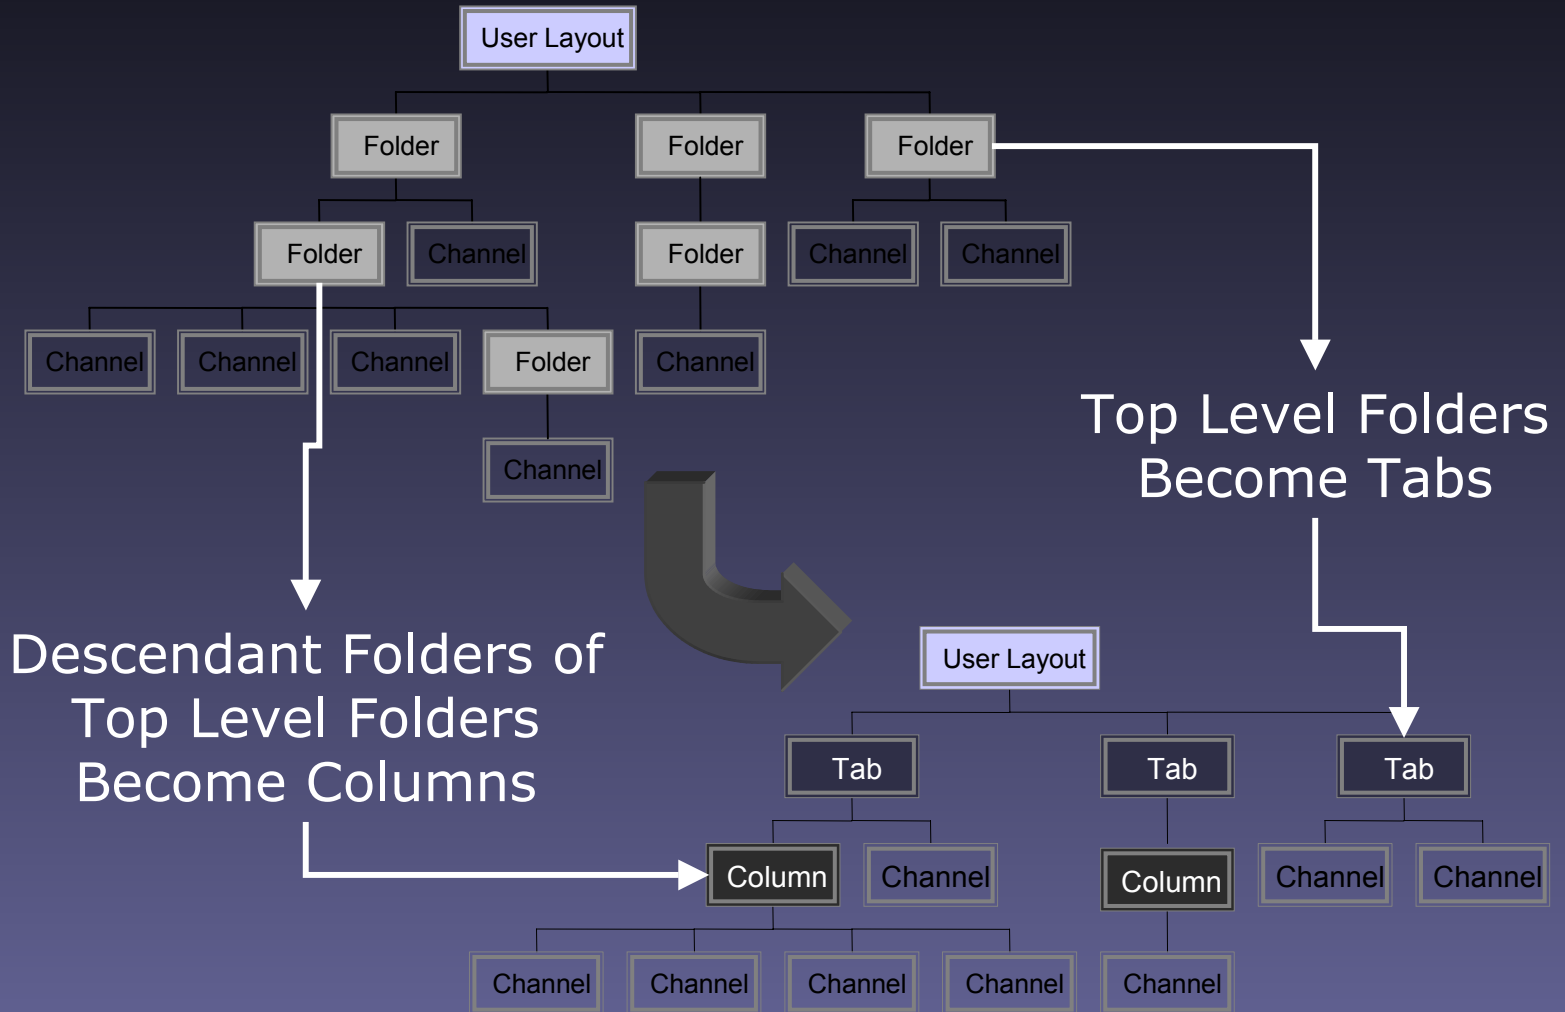 User Layout
Folder
Folder
Folder
Folder
Channel
Folder
Channel
Channel
Channel
Channel
Channel
Folder
Channel
Channel
Top Level Folders
Become Tabs
Descendant Folders of
Top Level Folders
Become Columns
User Layout
Tab
Tab
Tab
Column
Channel
Column
Channel
Channel
Channel
Channel
Channel
Channel
Channel